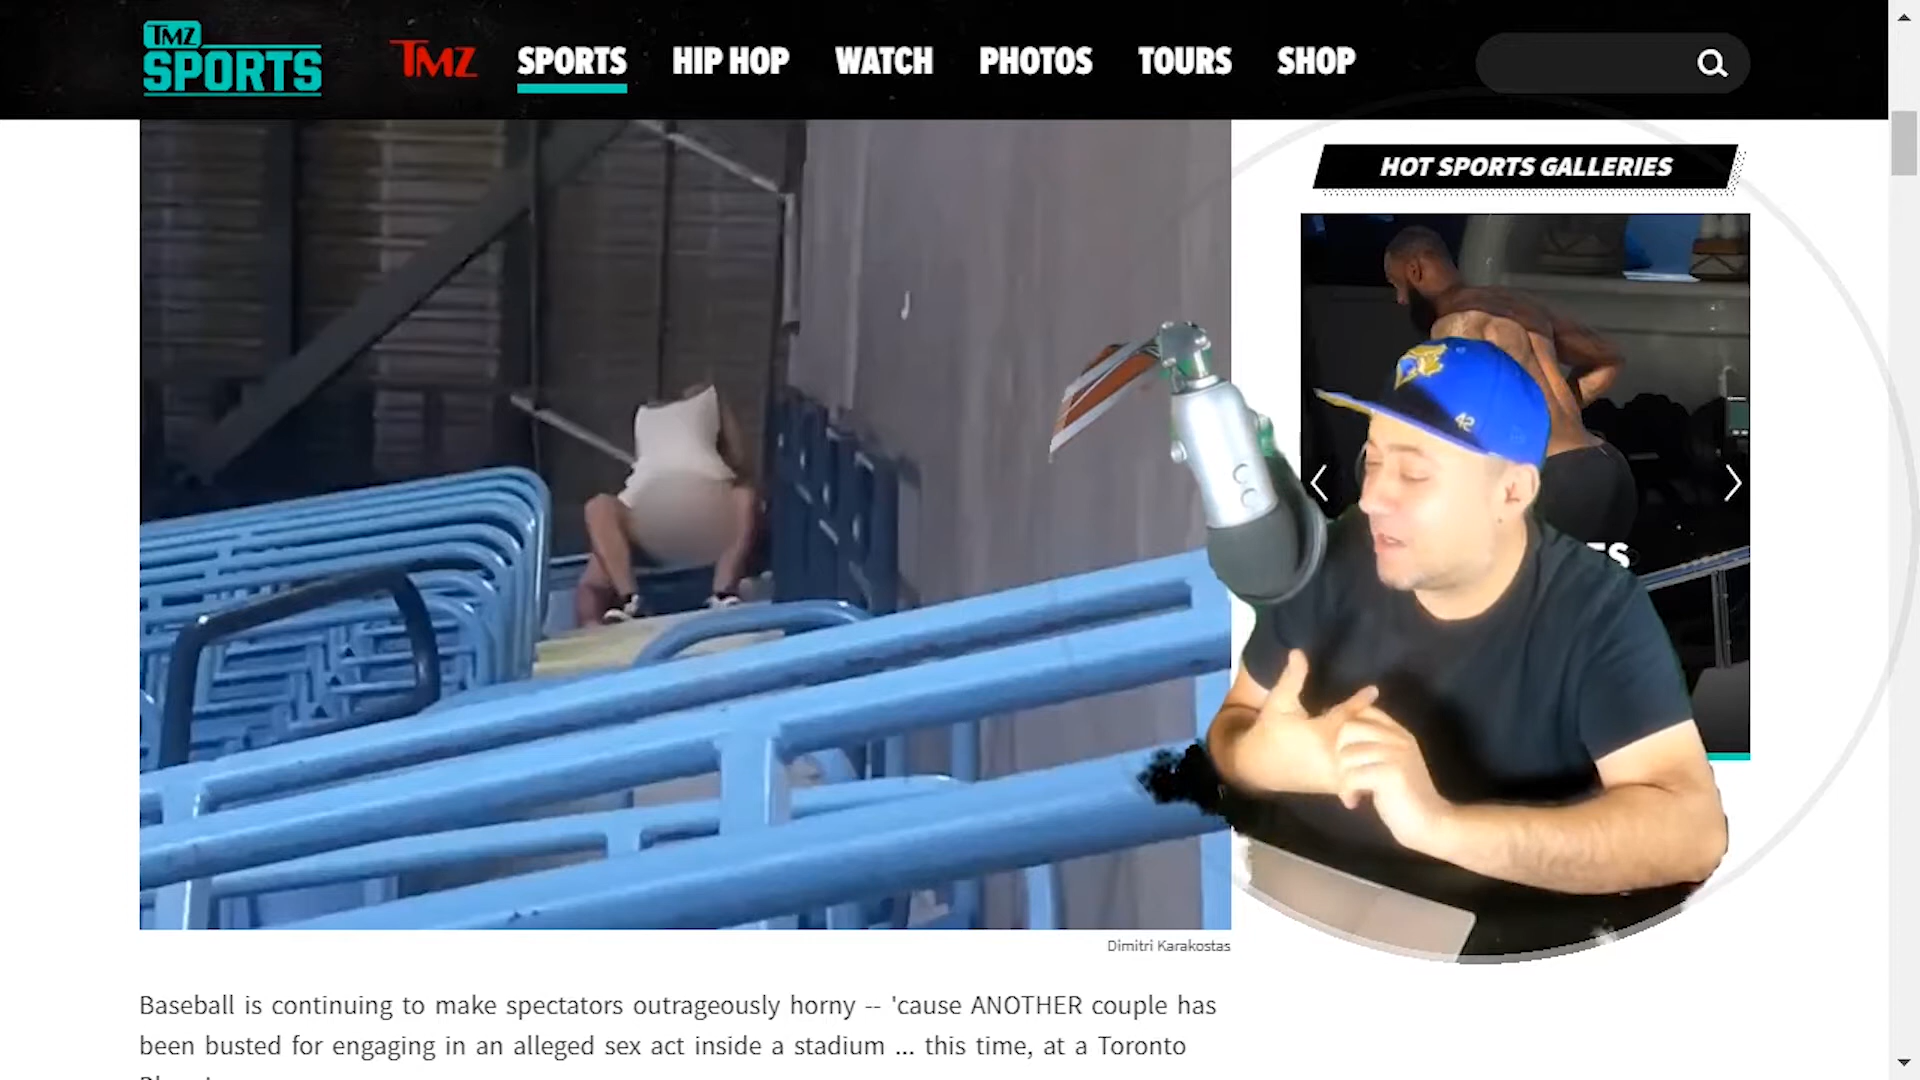 TMZ
SPORTS
TMZ
SPORTS
HIP HOP
WATCH
PHOTOS
TOURS
SHOP
HOT SPORTS GALLERIES
42
ES
Dimitri Karakostas
Baseball is continuing to make spectators outrageously horny -- 'cause ANOTHER couple has
been busted for engaging in an alleged sex act inside a stadium ... this time, at a Toronto